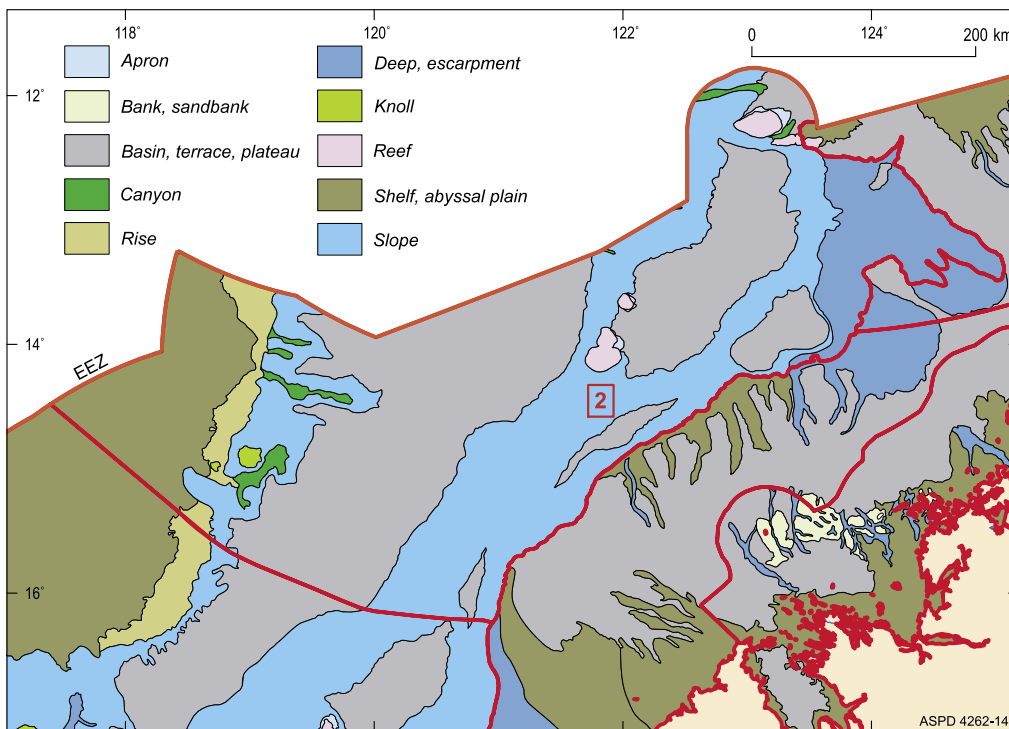 118°
120°
122°
124°
0
200 km
12°
14°
16°
Apron
Bank, sandbank
Basin, terrace, plateau
Canyon
Rise
Deep, escarpment
Knoll
Reef
Shelf, abyssal plain
Slope
EEZ
2
ASPD 4262-14